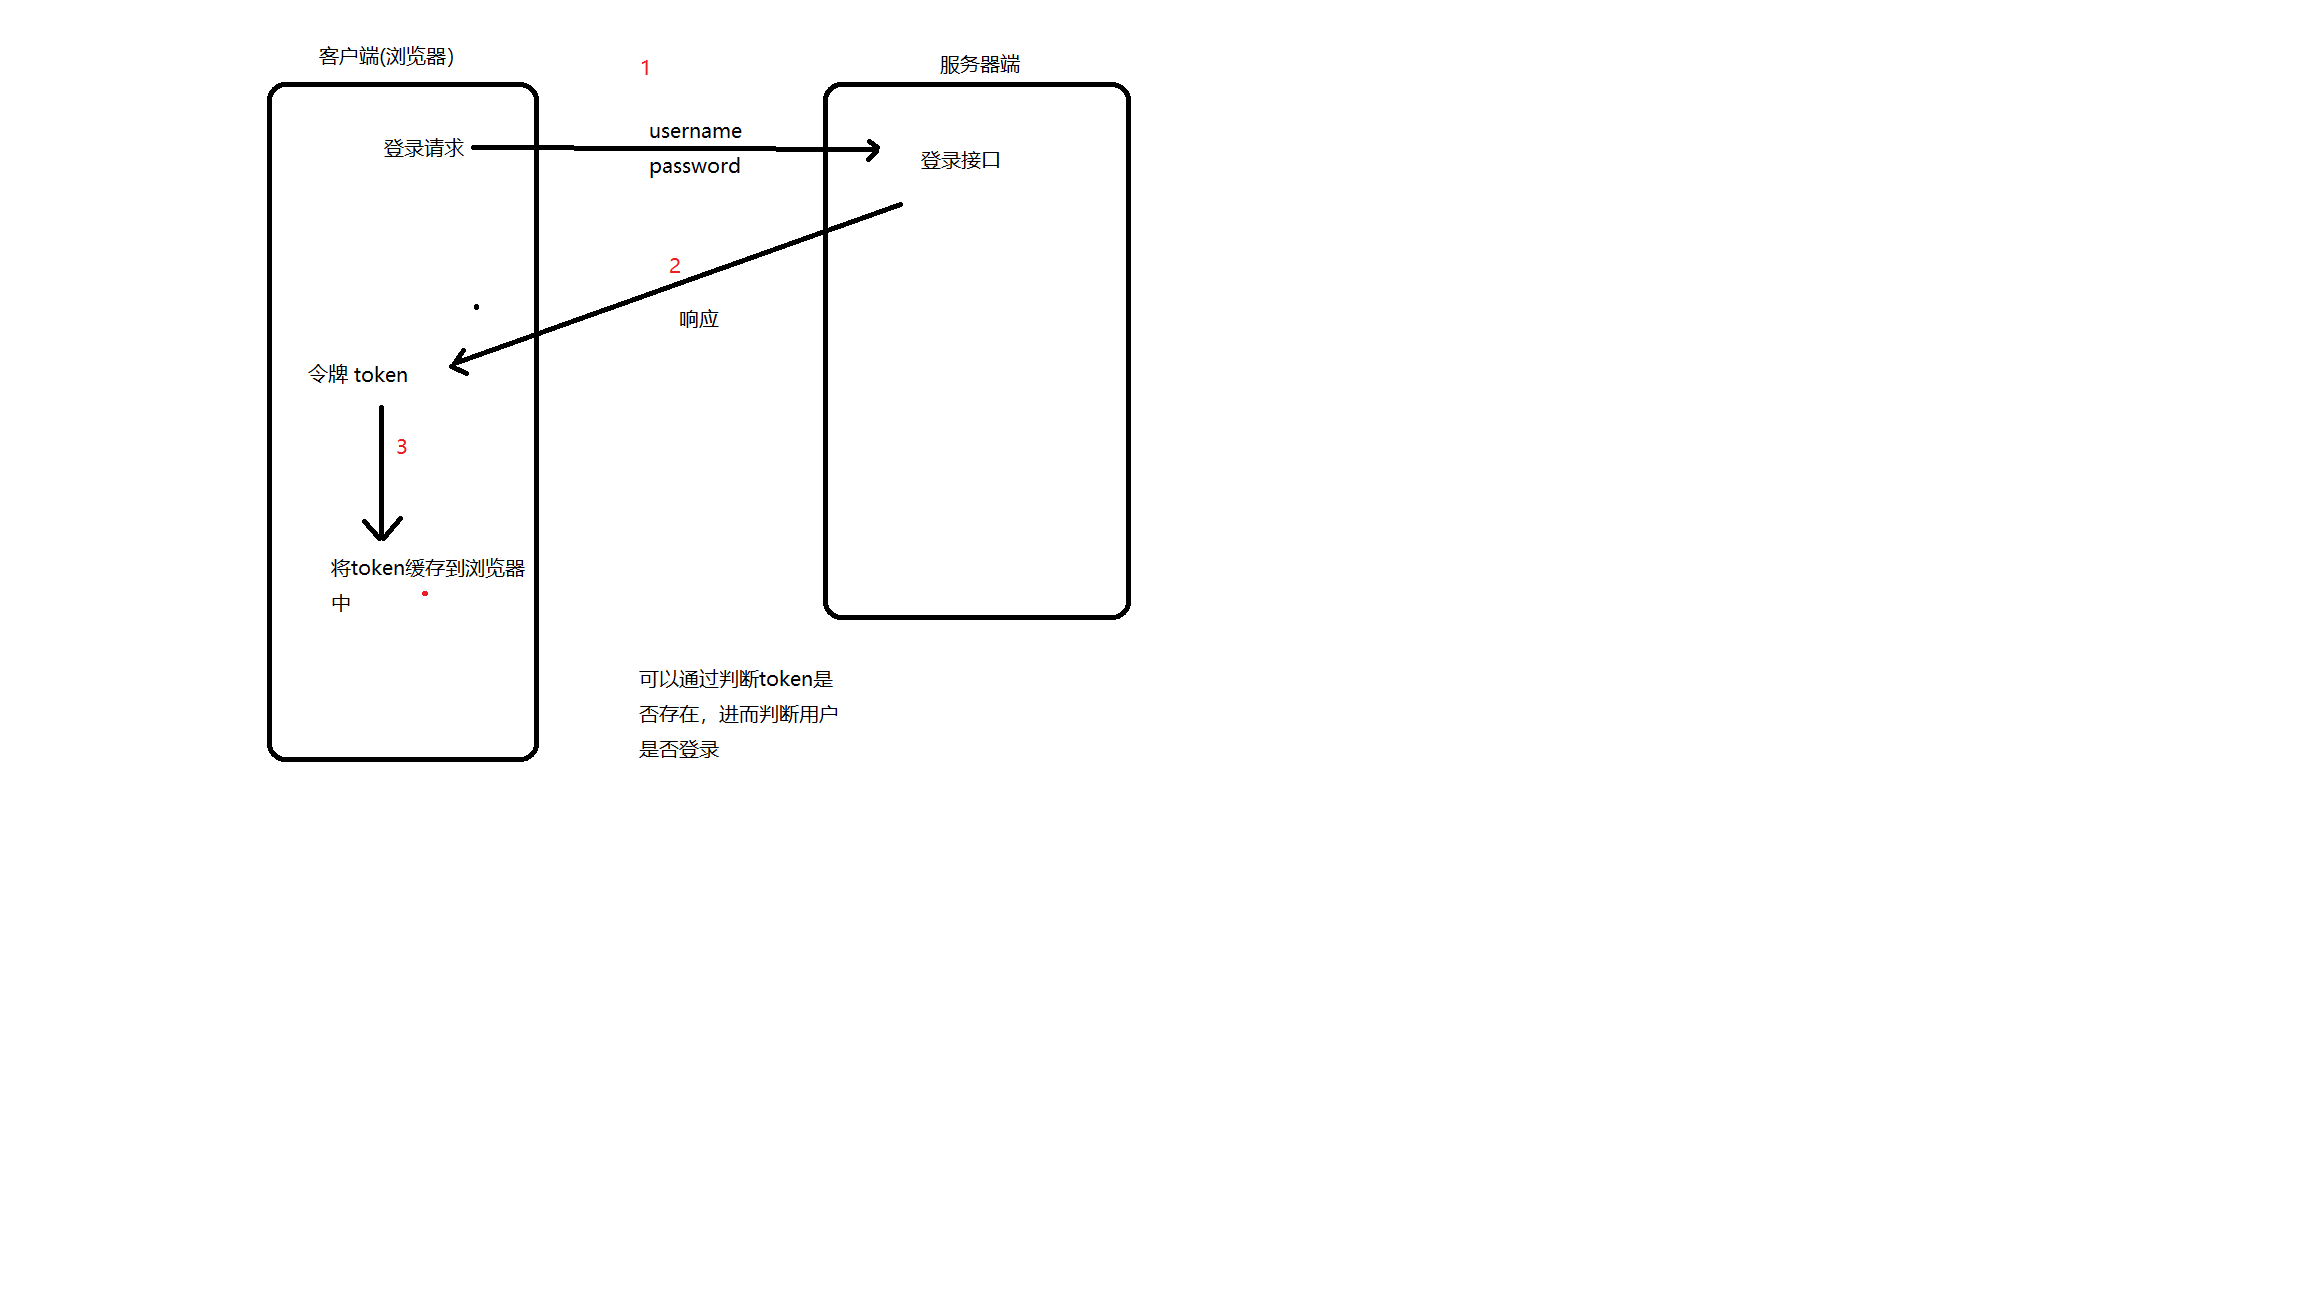 客户端(浏览器）
1
服务器端
username
登录请求
password
登录接口
2
响应
令牌 token
3
将token缓存到浏览器
中
可以通过判断token是
否存在，进而判断用户
是否登录